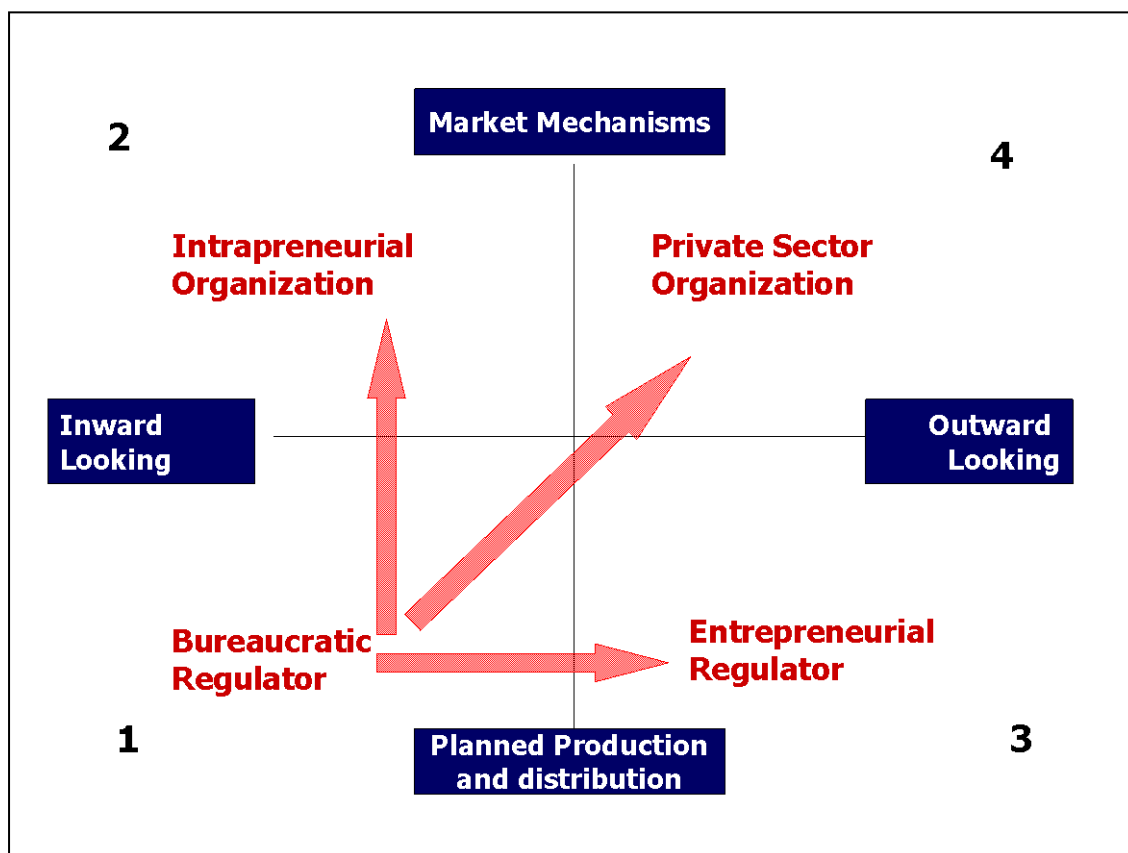 Market Mechanisms
2
4
Intrapreneurial
Organization
Private Sector
Organization
Inward
Looking
Outward
Looking
Bureaucratic
Regulator
Entrepreneurial
Regulator
1
3
Planned Production
and distribution